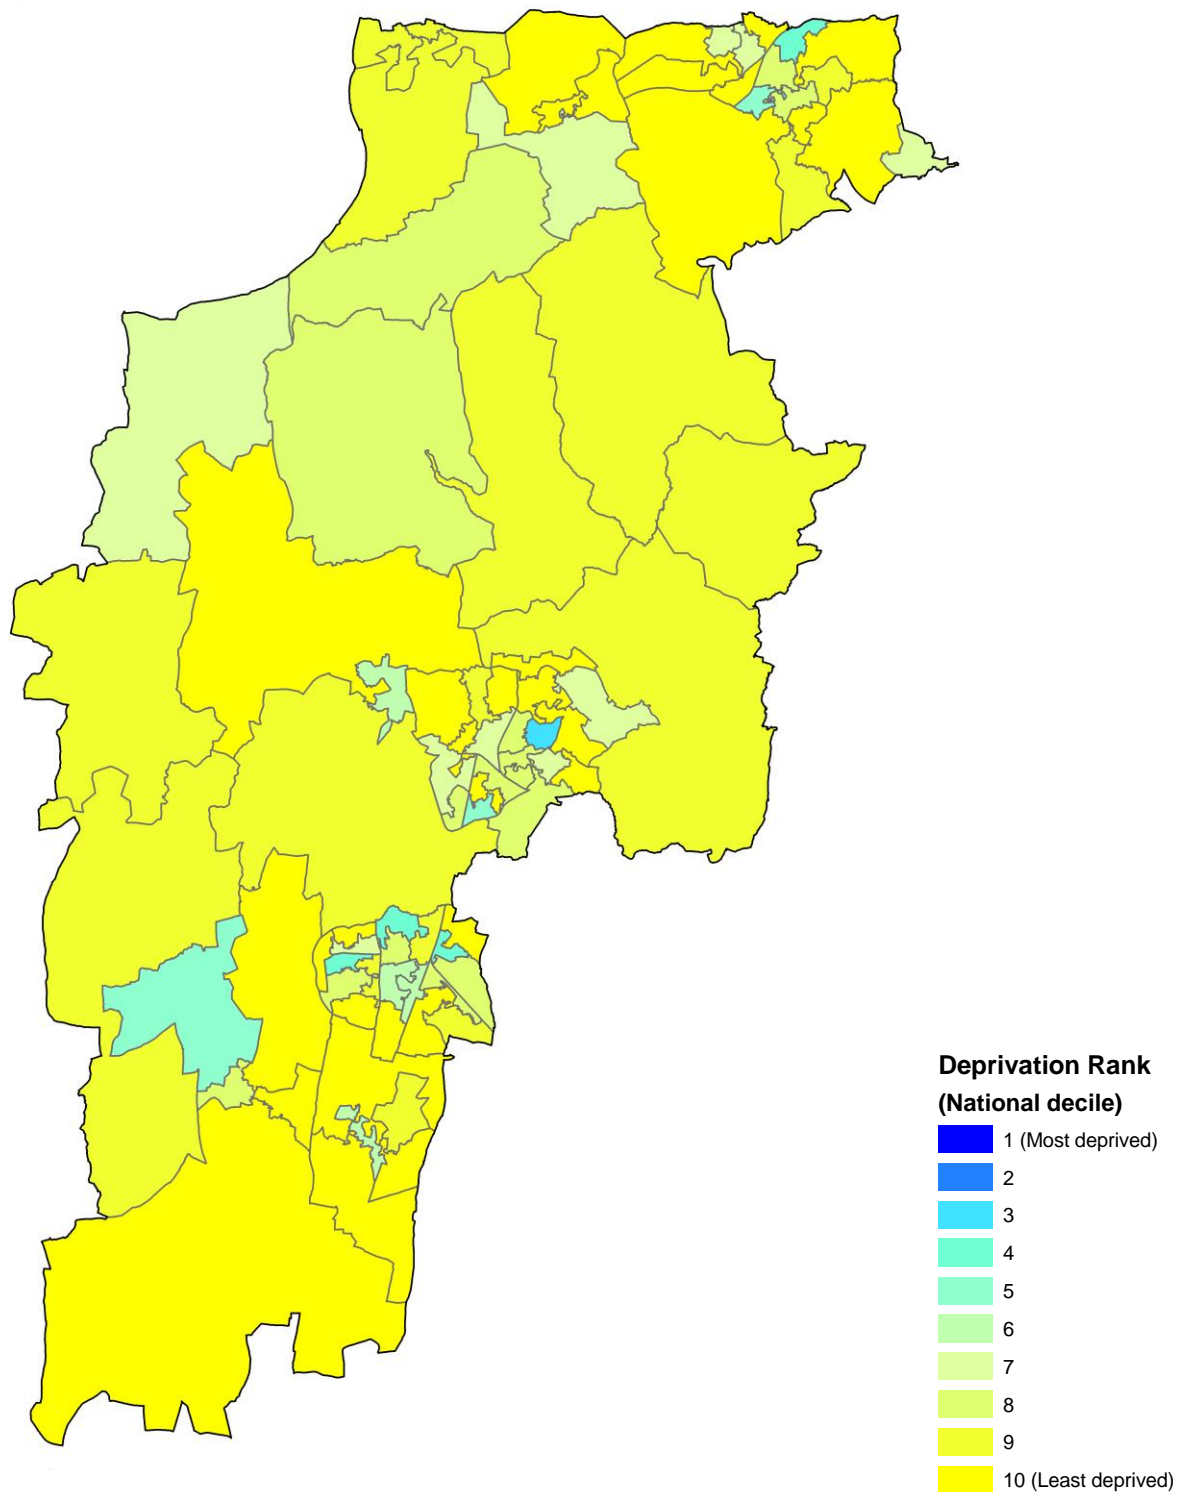 Deprivation Rank
(National decile)
1 (Most deprived)
2
3
4
5
6
7
8
9
10 (Least deprived)